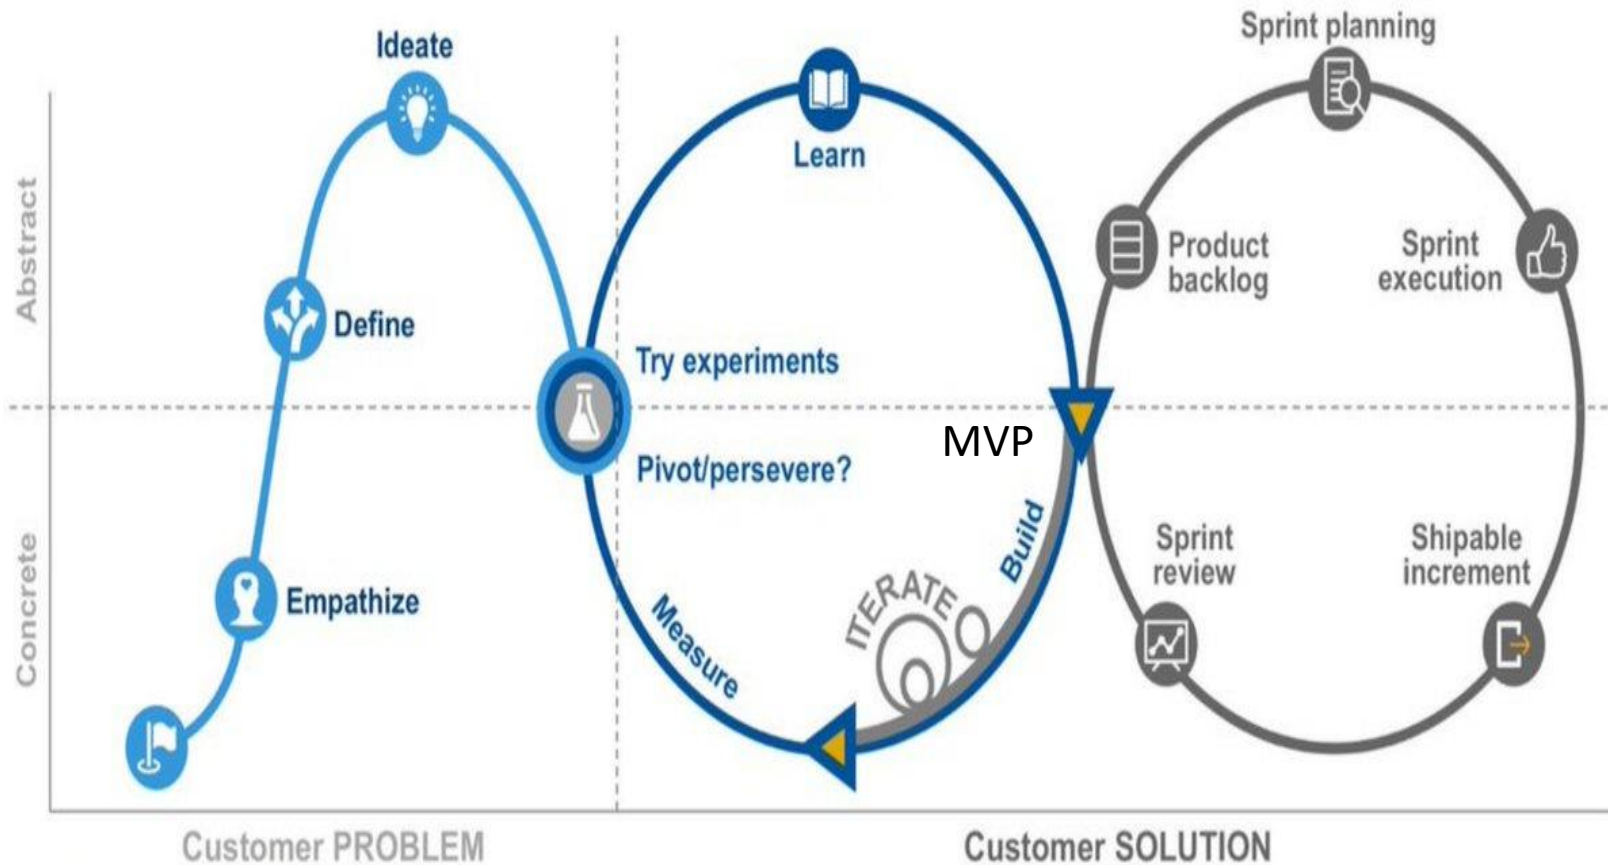 Ideate
Sprint planning
Learn
Abstract
Product
backlog
Sprint
execution
Define
Try experiments
MVP
Pivot/persevere?
Build
Sprint
review
Shipable
increment
Concrete
Empathize
ITERATE
Measure
Customer PROBLEM
Customer SOLUTION